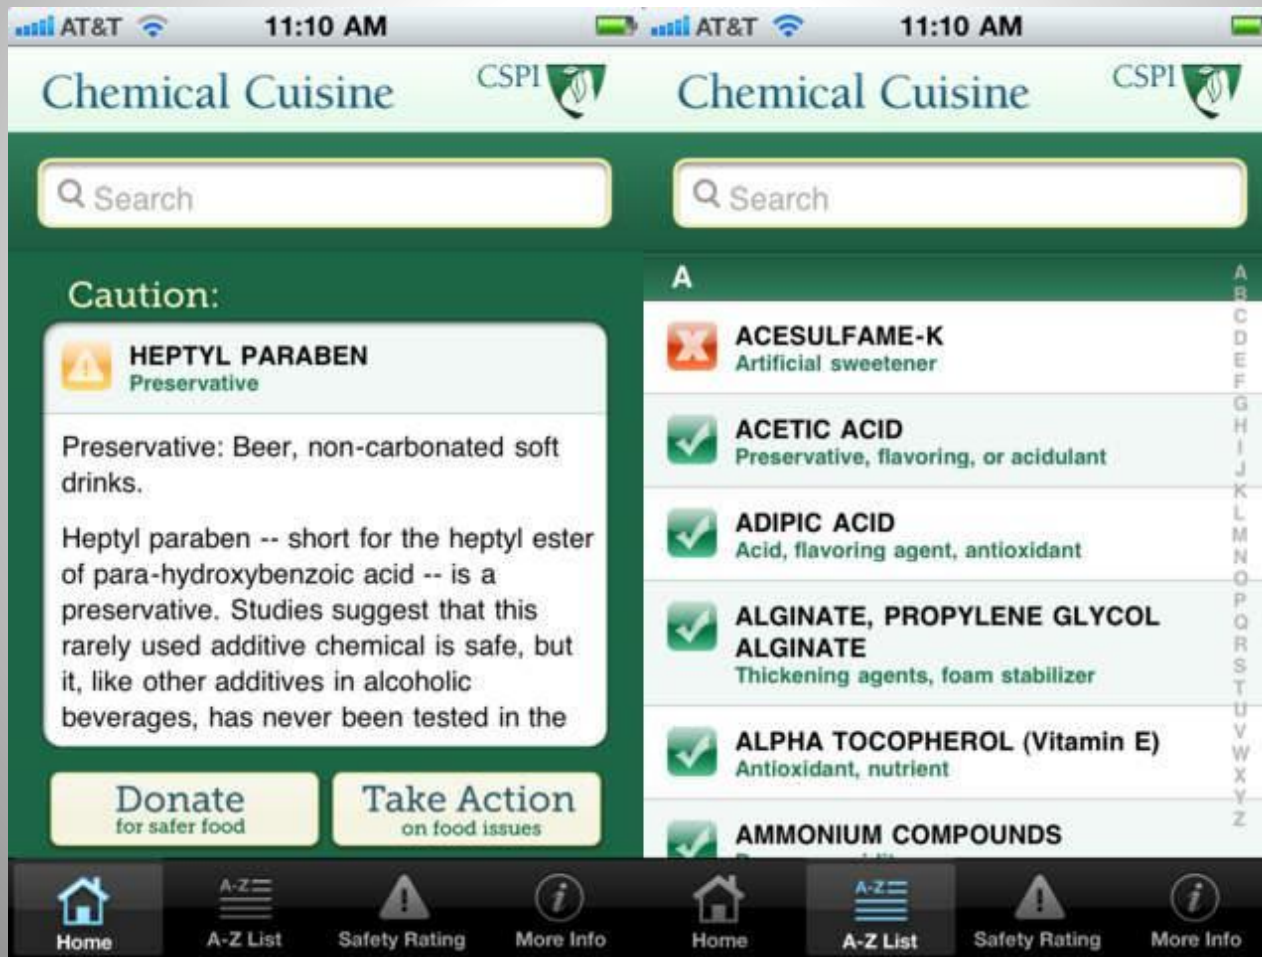 AT&T 11:10 AM
Chemical Cuisine CSPI
Search
Caution:
HEPTYL PARABEN
Preservative
Preservative: Beer, non-carbonated soft
drinks.
Heptyl paraben -- short for the heptyl ester
of para-hydroxybenzoic acid -- is a
preservative. Studies suggest that this
rarely used additive chemical is safe, but
it, like other additives in alcoholic
beverages, has never been tested in the
Donate
for safer food
Take Action
on food issues
A-Z
Home A-Z List Safety Rating More Info
AT&T 11:10 AM
Chemical Cuisine CSPI
Search
A
ACESULFAME-K
Artificial sweetener
ACETIC ACID
Preservative, flavoring, or acidulant
ADIPIC ACID
Acid, flavoring agent, antioxidant
ALGINATE, PROPYLENE GLYCOL
ALGINATE
Thickening agents, foam stabilizer
ALPHA TOCOPHEROL (Vitamin E)
Antioxidant, nutrient
AMMONIUM COMPOUNDS
A
B
C
D
E
F
G
H
I
J
K
L
M
N
O
P
Q
R
S
T
U
V
W
X
Y
Z
A-Z
Home A-Z List Safety Rating More Info